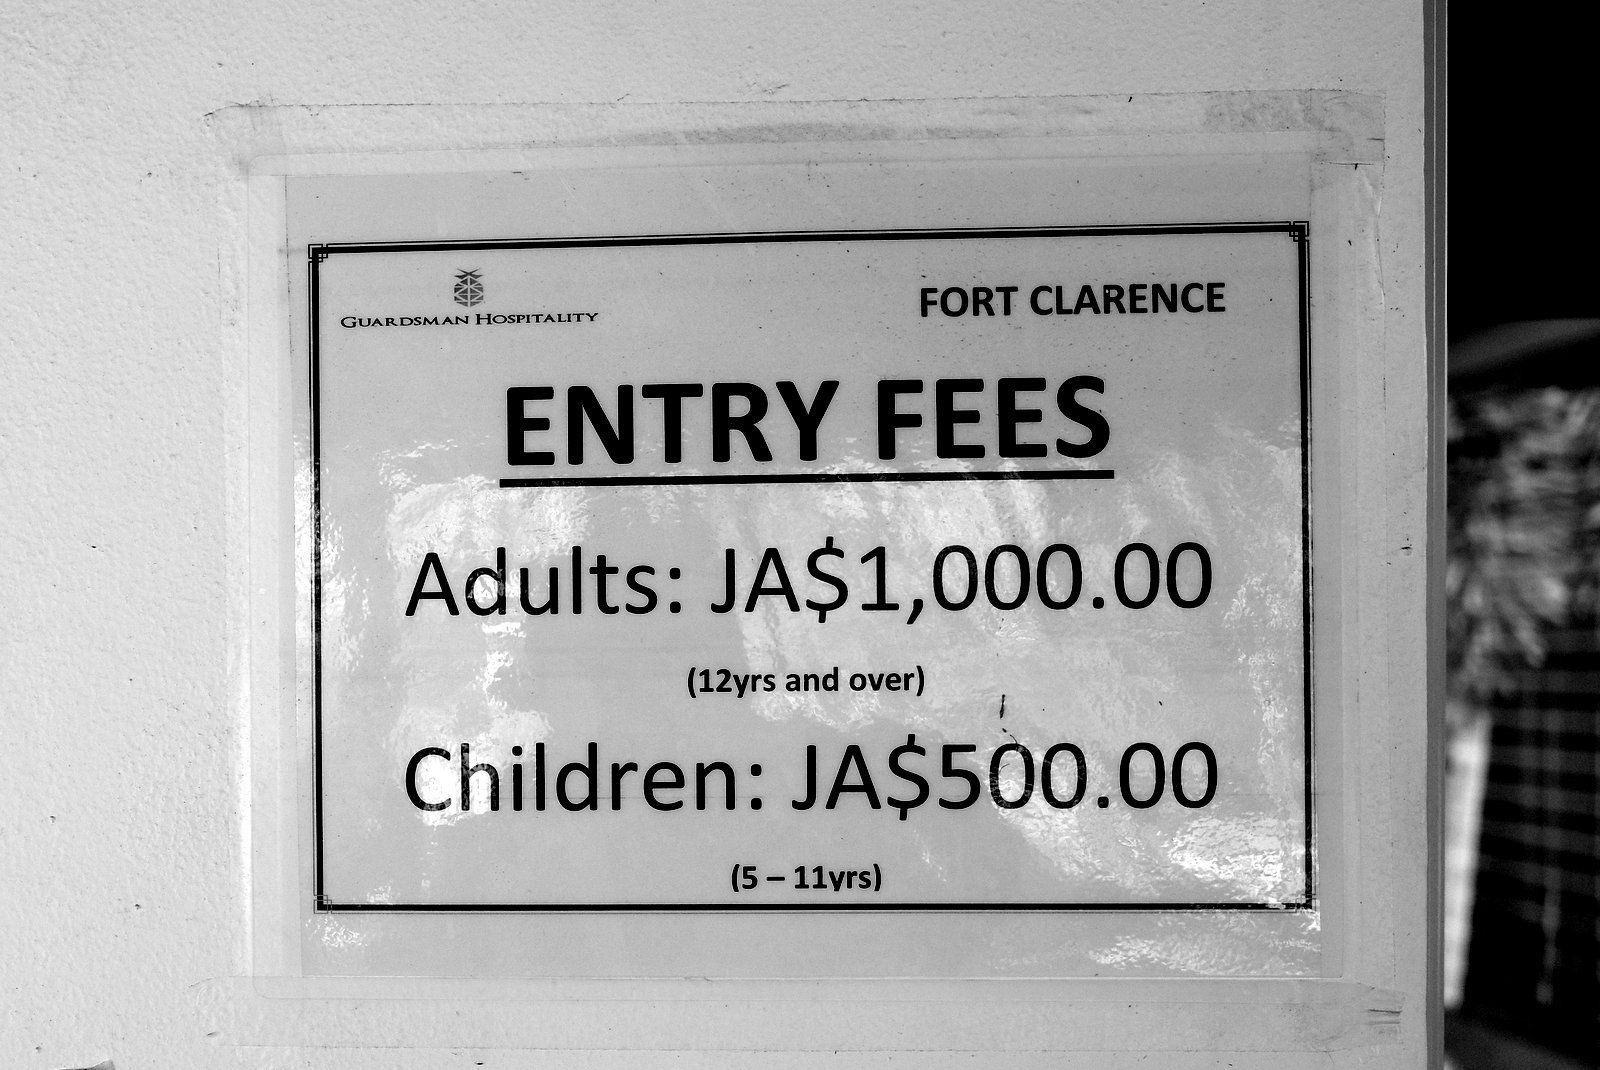 GUARDSMAN HOSPITALITY
FORT CLARENCE
ENTRY FEES
Adults: JA$1,000.00
(12yrs and over)
Children: JA$500.00
(5 – 11yrs)